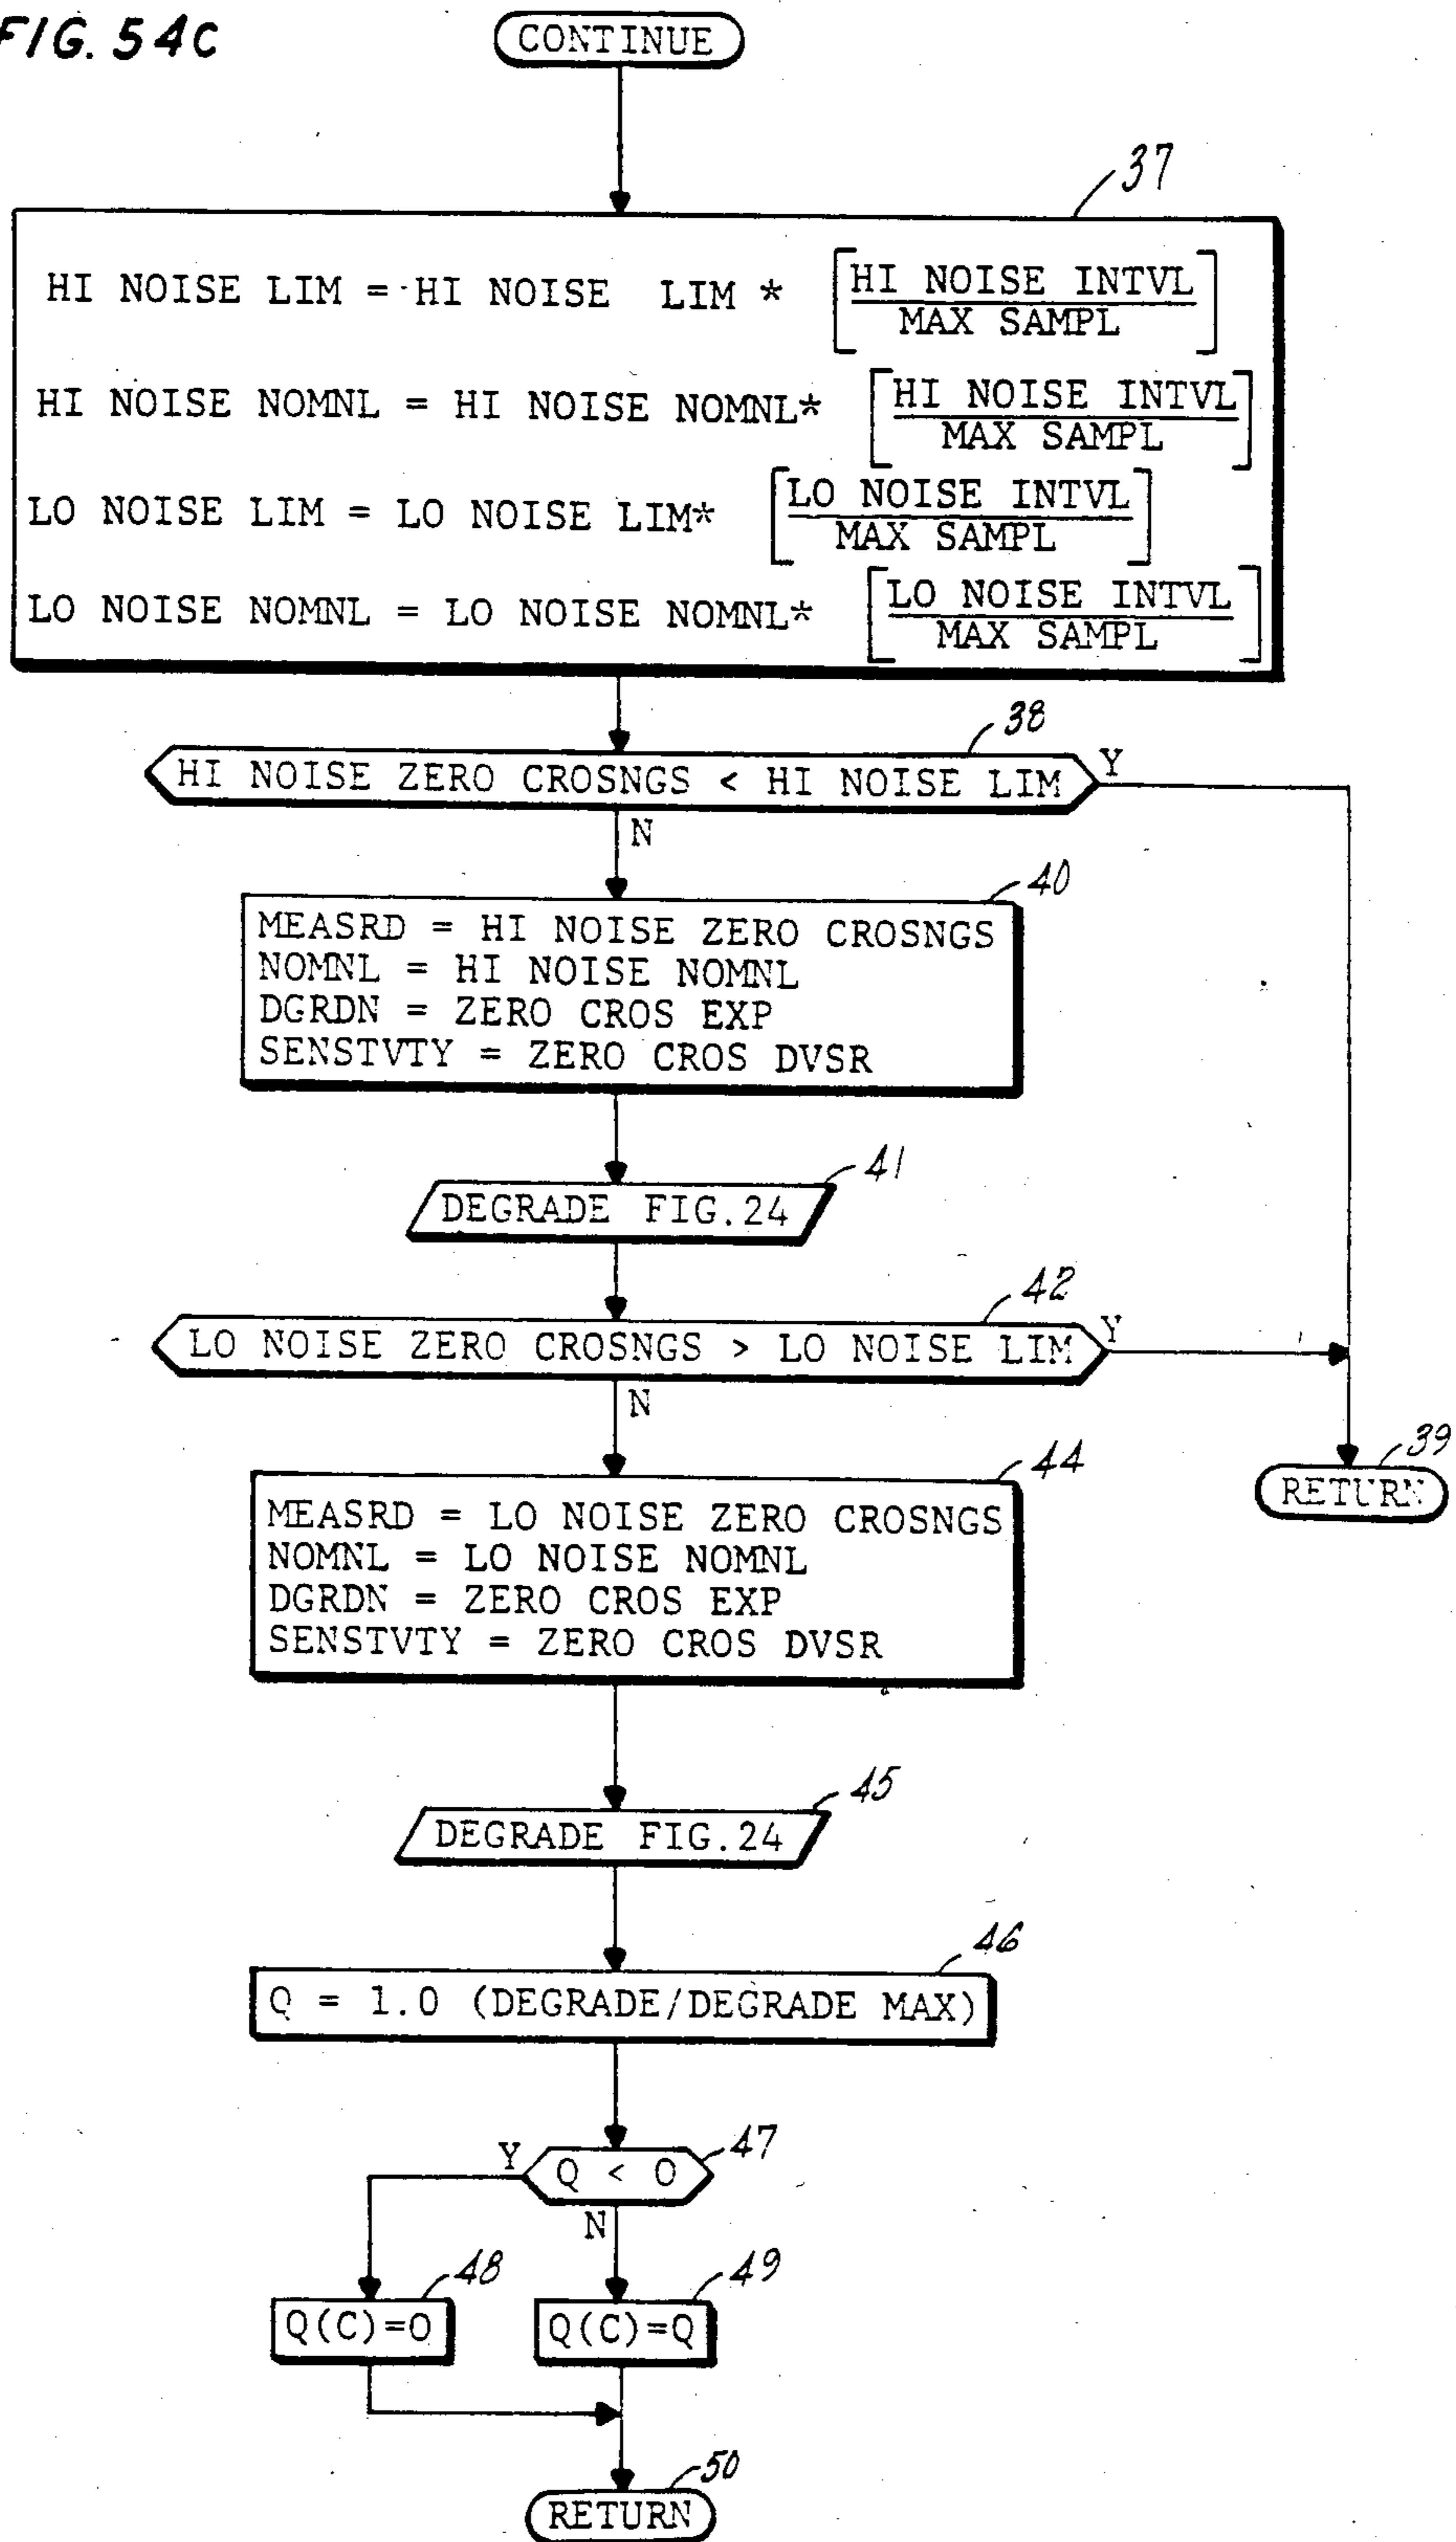 FIG. 54C
CONTINUE
37
HI NOISE LIM = HI NOISE LIM * [HI NOISE INTVL / MAX SAMPL]
HI NOISE NOMNL = HI NOISE NOMNL* [HI NOISE INTVL / MAX SAMPL]
LO NOISE LIM = LO NOISE LIM* [LO NOISE INTVL / MAX SAMPL]
LO NOISE NOMNL = LO NOISE NOMNL* [LO NOISE INTVL / MAX SAMPL]
38
HI NOISE ZERO CROSNGS < HI NOISE LIM Y
N
40
MEASRD = HI NOISE ZERO CROSNGS
NOMNL = HI NOISE NOMNL
DGRDN = ZERO CROS EXP
SENSTVTY = ZERO CROS DVSR
41
DEGRADE FIG.24
42
LO NOISE ZERO CROSNGS > LO NOISE LIM Y
N
39
RETURN
44
MEASRD = LO NOISE ZERO CROSNGS
NOMNL = LO NOISE NOMNL
DGRDN = ZERO CROS EXP
SENSTVTY = ZERO CROS DVSR
45
DEGRADE FIG.24
46
Q = 1.0 (DEGRADE/DEGRADE MAX)
47
Y Q < 0
N
48
Q(C)=0
49
Q(C)=Q
50
RETURN